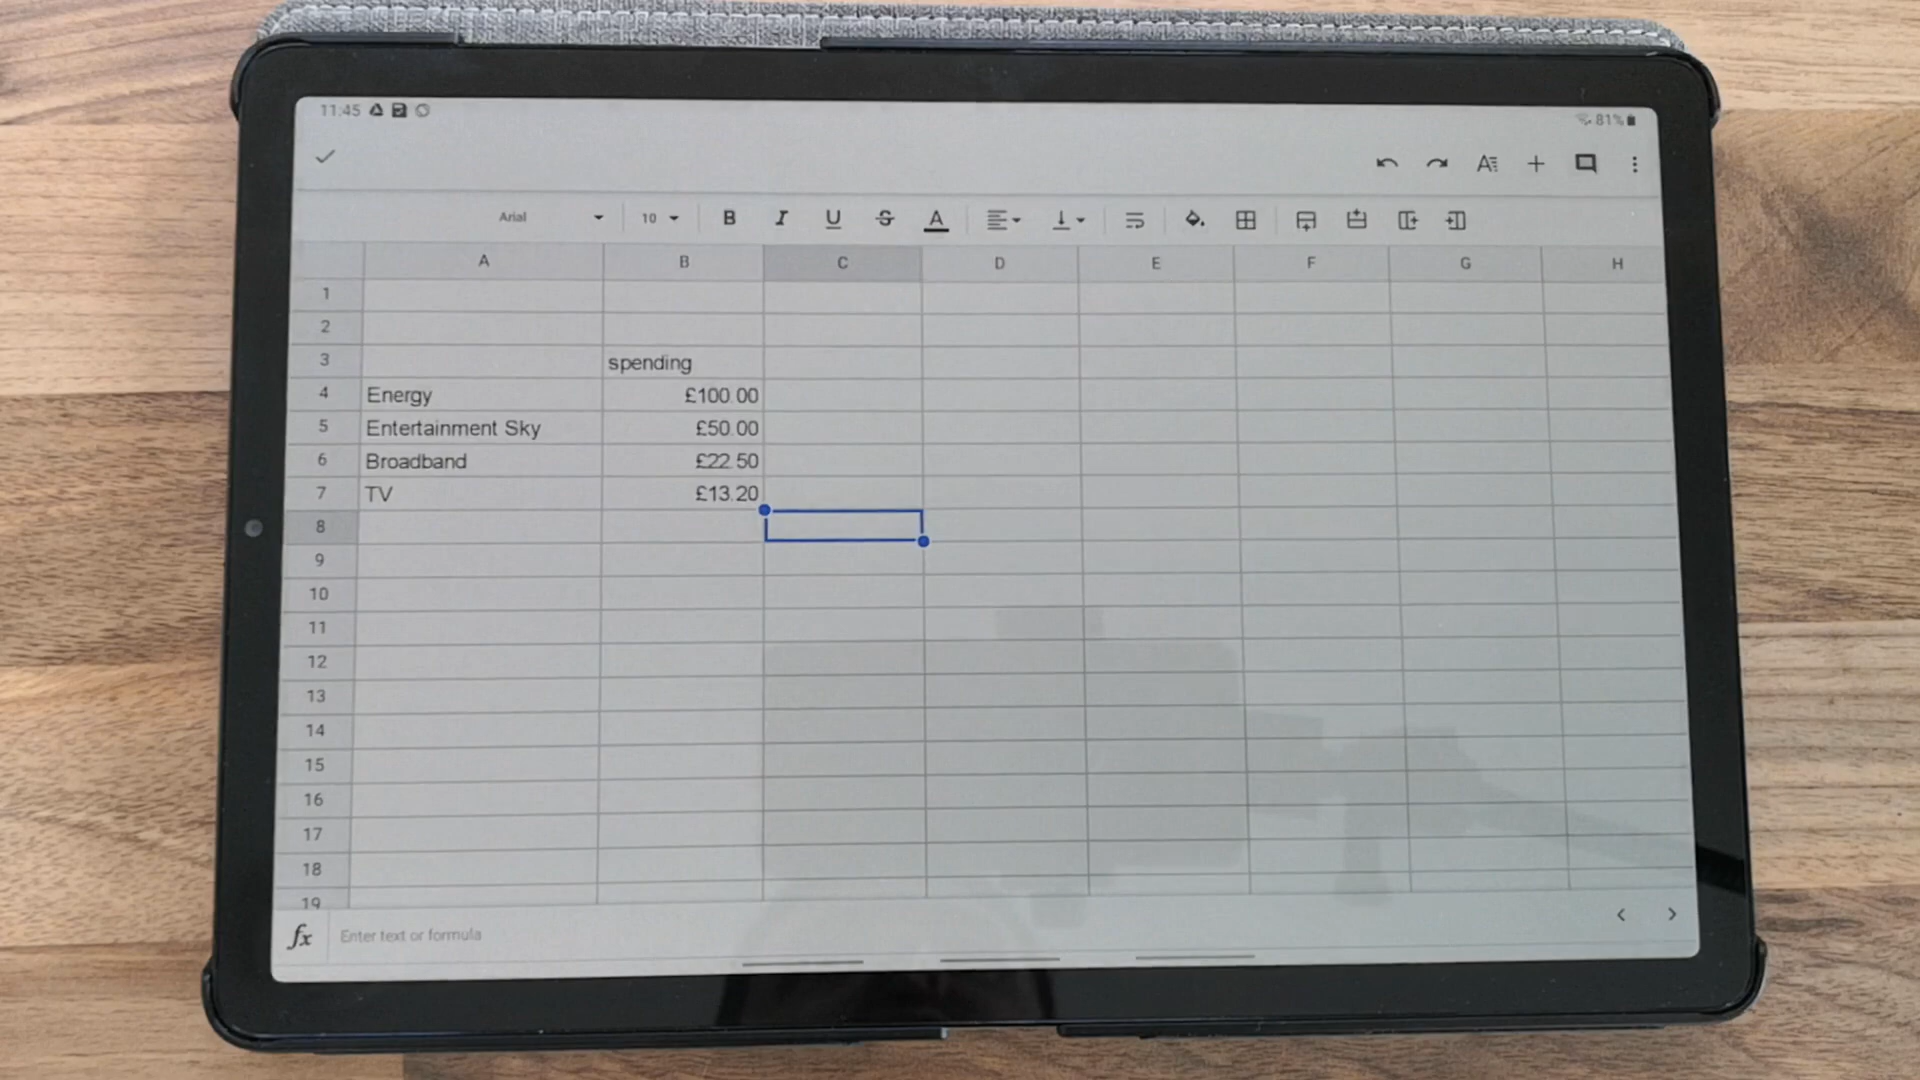 11:45
81%
Arial 10 B I U S A
A B C D E F G H
1
2
3 spending
4 Energy £100.00
5 Entertainment Sky £50.00
6 Broadband £22.50
7 TV £13.20
8
9
10
11
12
13
14
15
16
17
18
19
fx Enter text or formula